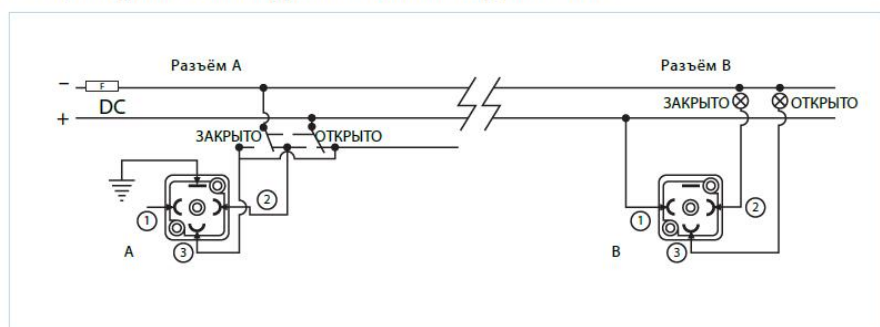 Разъём A Разъём B
− F
DC ЗАКРЫТО ОТКРЫТО
+
ЗАКРЫТО ОТКРЫТО
1 2 1 2
A 3 B 3